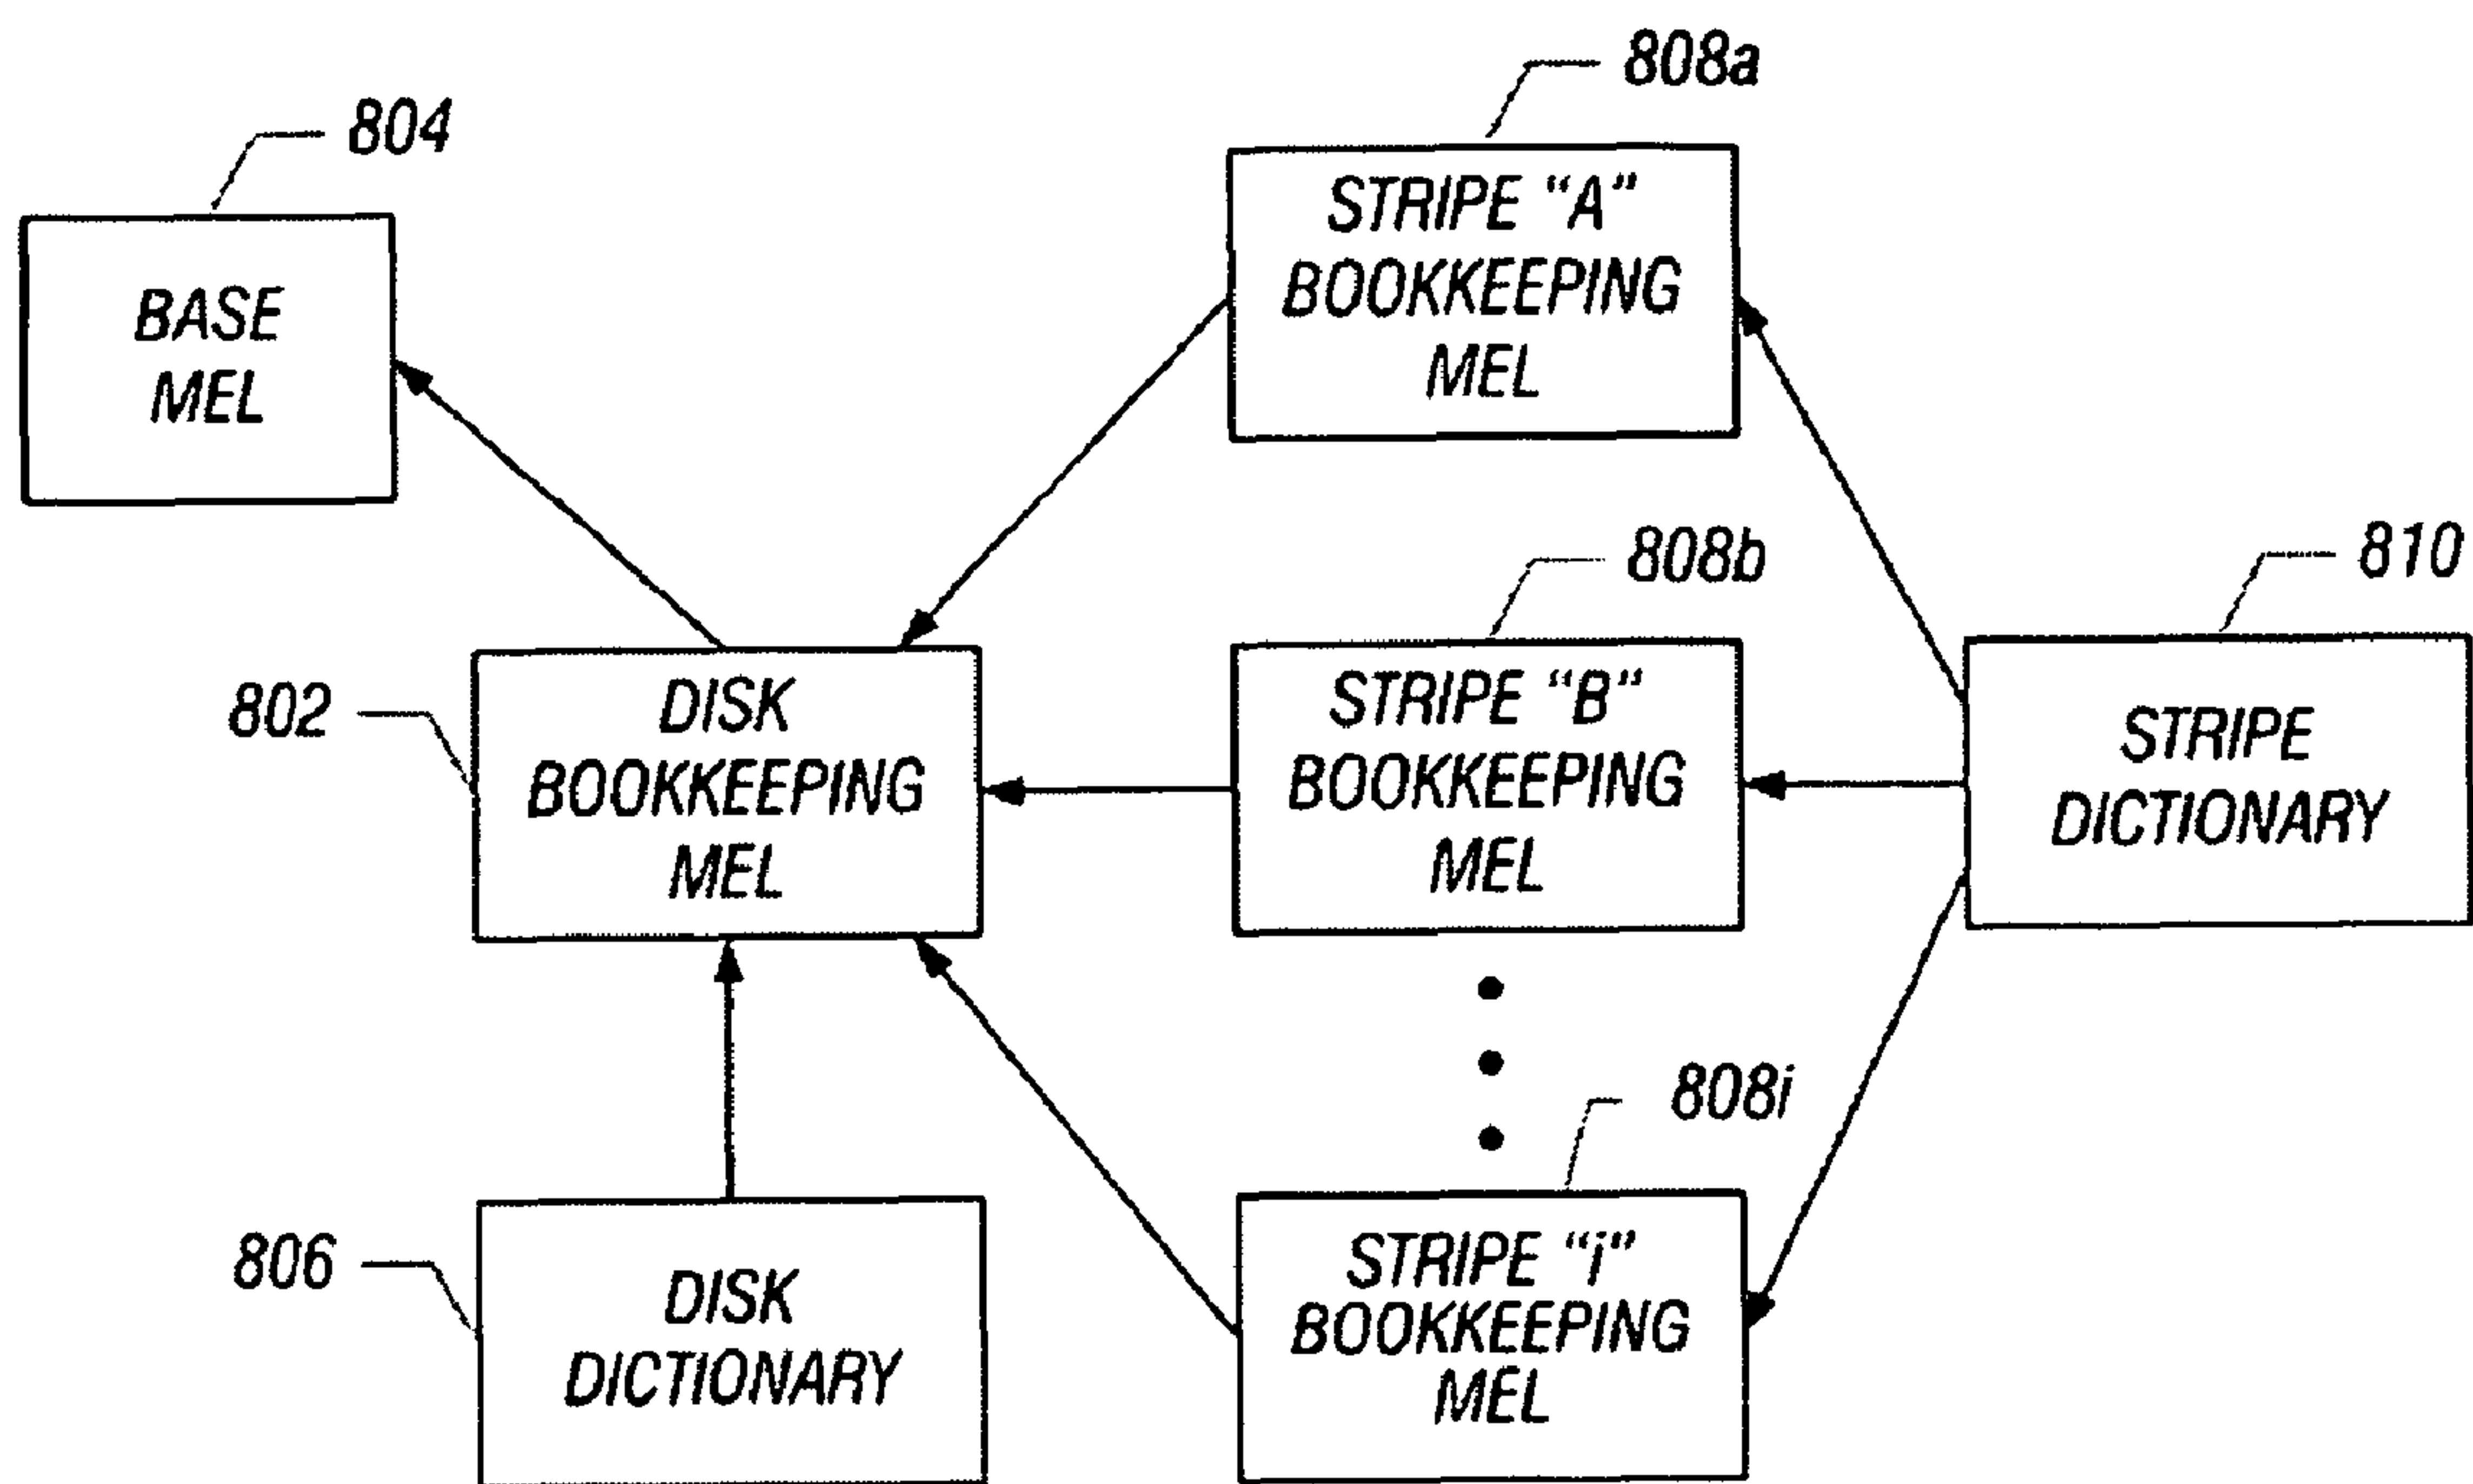 808a
804
STRIPE "A"
BOOKKEEPING
MEL
BASE
MEL
808b
810
802
DISK
BOOKKEEPING
MEL
STRIPE "B"
BOOKKEEPING
MEL
STRIPE
DICTIONARY
808i
806
DISK
DICTIONARY
STRIPE "i"
BOOKKEEPING
MEL